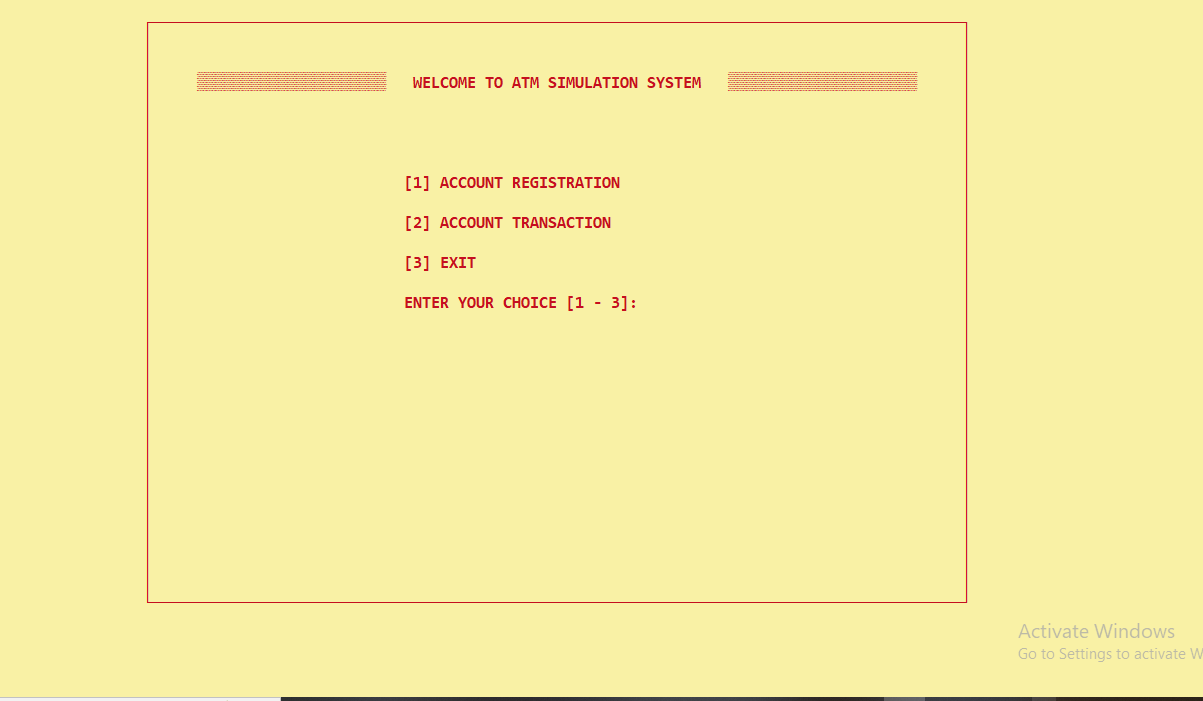 WELCOME TO ATM SIMULATION SYSTEM
[1] ACCOUNT REGISTRATION
[2] ACCOUNT TRANSACTION
[3] EXIT
ENTER YOUR CHOICE [1 - 3]:
Activate Windows
Go to Settings to activate W